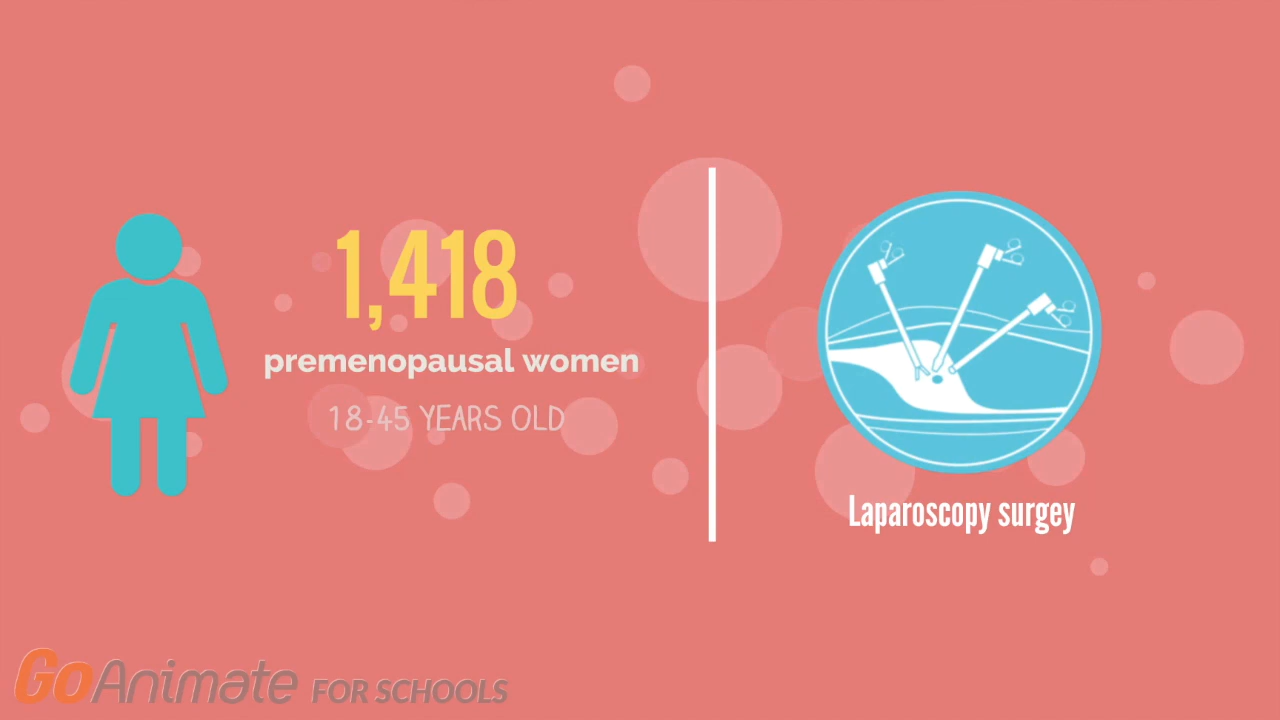 1,418
premenopausal women
18-45 YEARS OLD
Laparoscopy surgey
GoAnimate FOR SCHOOLS